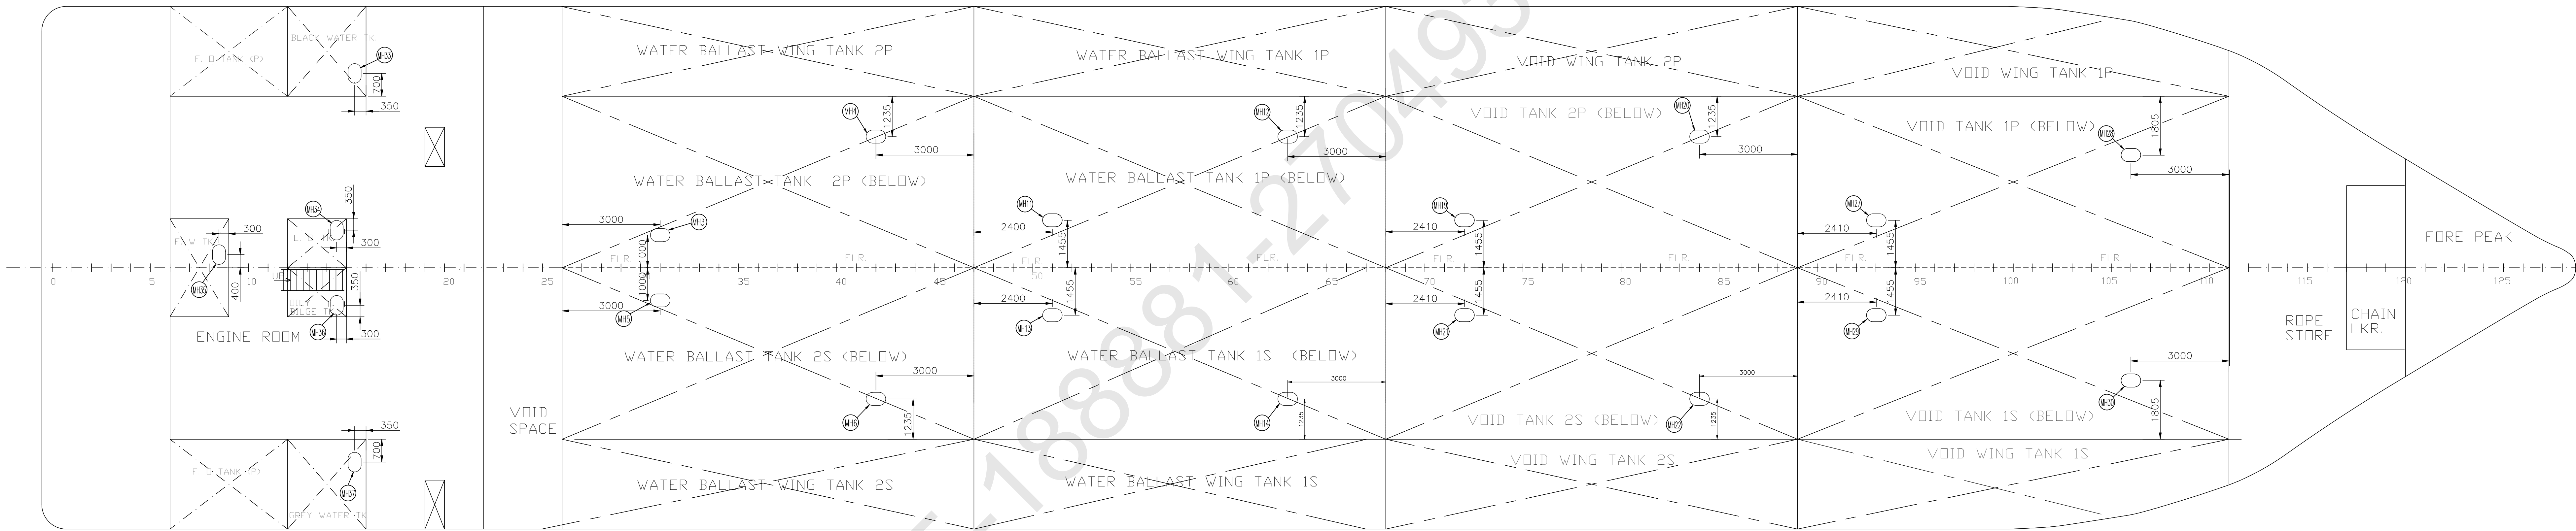 WATER BALLAST WING TANK 2P
WATER BALLAST WING TANK 1P
VOID WING TANK 2P
VOID WING TANK 1P
BLACK WATER TK.
F. O TANK (P)
MH33
700
350
MH4
1235
3000
MH12
1235
3000
VOID TANK 2P (BELOW)
MH20
1235
3000
VOID TANK 1P (BELOW)
MH28
1805
3000
WATER BALLAST TANK 2P (BELOW)
WATER BALLAST TANK 1P (BELOW)
350
MH34
300
L. O TK.
F. W TK.
300
MH35
400
UP
OILY
BILGE TK.
350
MH36
300
ENGINE ROOM
3000
MH3
1000
1000
3000
MH5
MH11
2400
1455
2400
1455
MH13
MH19
2410
1455
2410
1455
MH21
MH27
2410
1455
2410
1455
MH29
FLR.
FLR.
FLR.
FLR.
FLR.
FLR.
FLR.
FLR.
0
5
10
20
25
35
40
45
50
60
65
70
75
80
85
90
95
100
105
110
115
120
125
FORE PEAK
ROPE
STORE
CHAIN
LKR.
WATER BALLAST TANK 2S (BELOW)
WATER BALLAST TANK 1S (BELOW)
VOID
SPACE
3000
MH6
1235
3000
MH14
1235
3000
MH22
1235
3000
MH30
1805
VOID TANK 2S (BELOW)
VOID TANK 1S (BELOW)
350
700
MH37
F. O TANK (P)
GREY WATER TK
WATER BALLAST WING TANK 2S
WATER BALLAST WING TANK 1S
VOID WING TANK 2S
VOID WING TANK 1S
-18881-27049